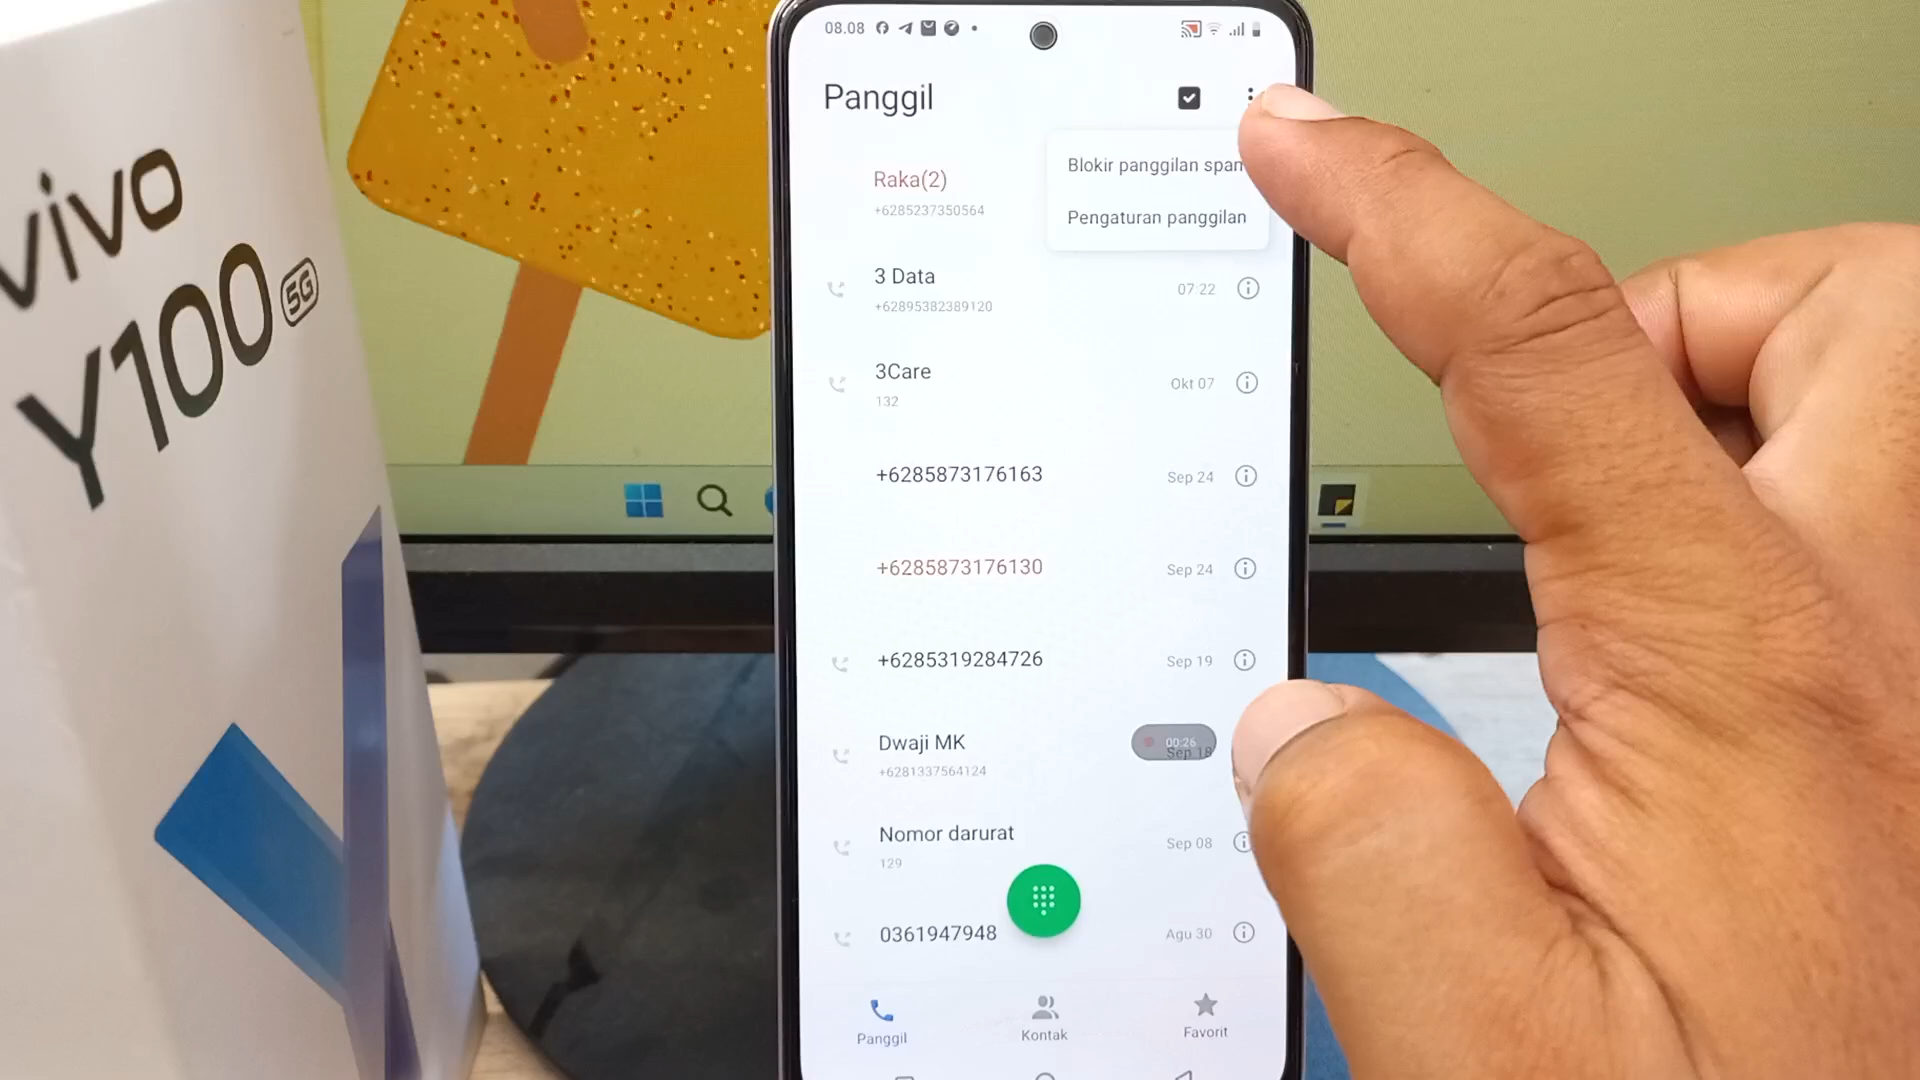 vivo
Y100 5G
08.08
Panggil
Blokir panggilan spam
Pengaturan panggilan
Raka(2)
+6285237350564
3 Data
+62895382389120
07 22
3Care
132
Okt 07
+6285873176163
Sep 24
+6285873176130
Sep 24
+6285319284726
Sep 19
Dwaji MK
+6281337564124
00:26
Sep 18
Nomor darurat
129
Sep 08
0361947948
Agu 30
Panggil
Kontak
Favorit